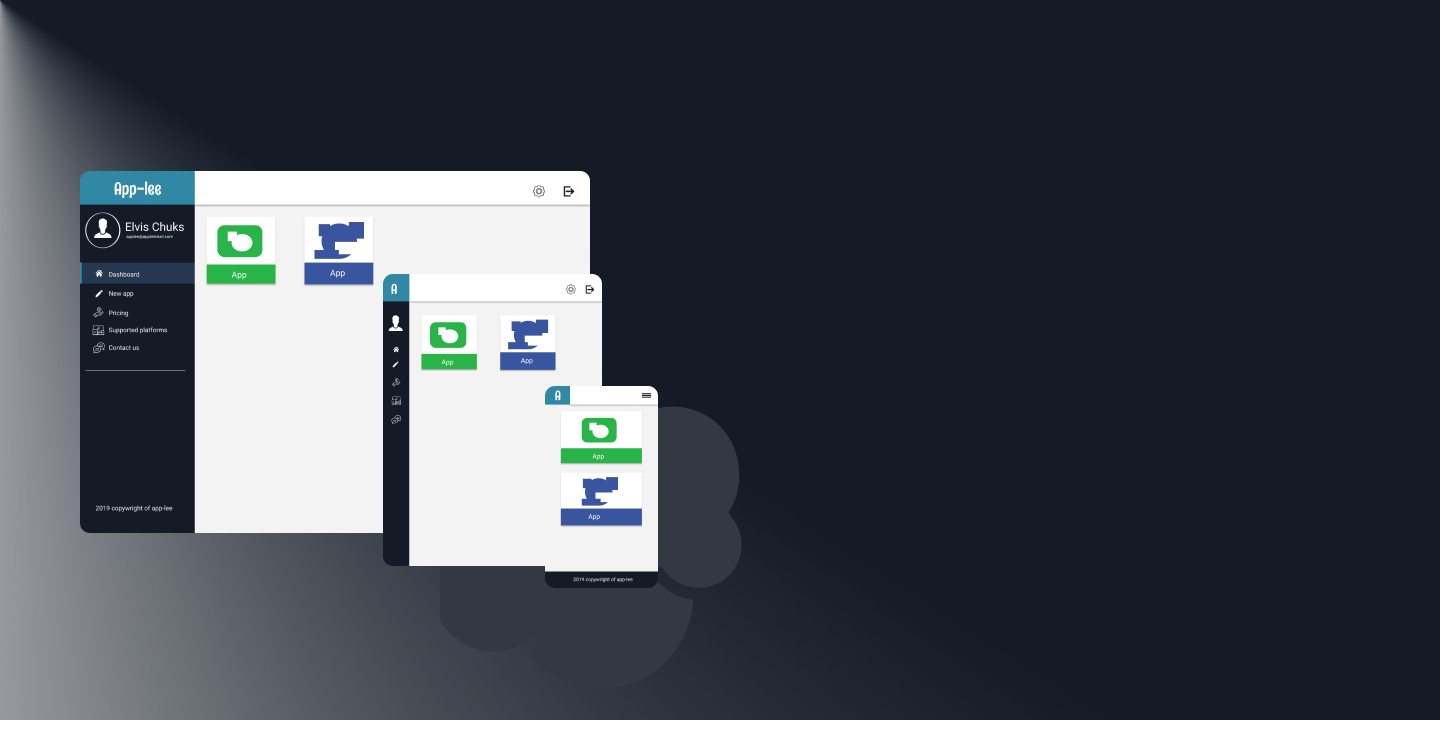 App-lee
Elvis Chuks
applee@appleemail.com
Dashboard
New app
Pricing
Supported platforms
Contact us
2019 copywright of app-lee
App
App
A
App
App
A
App
App
2019 copywright of app-lee